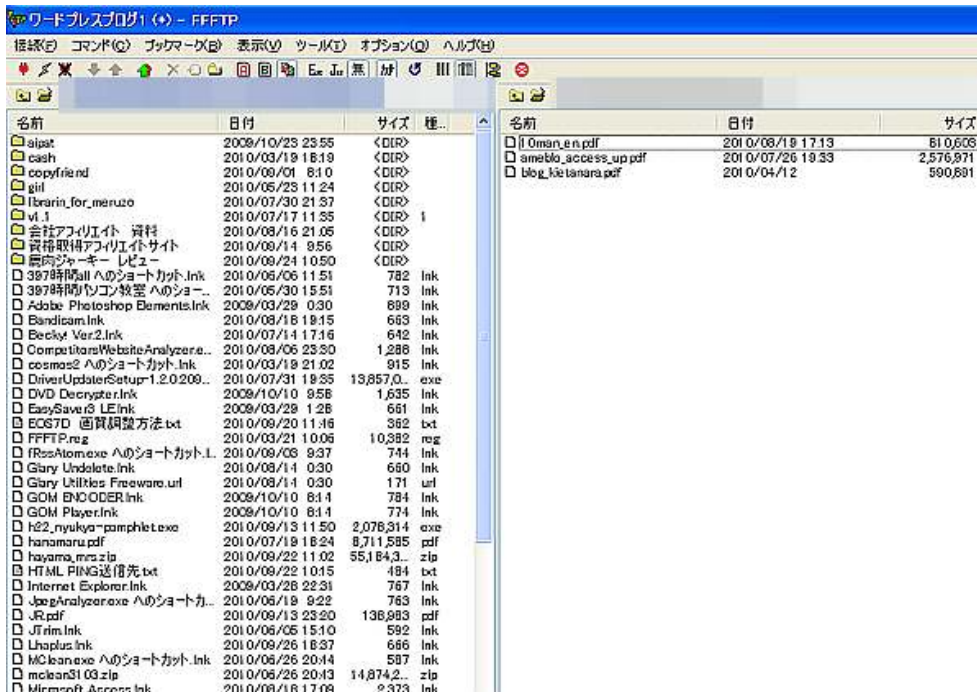 ワードプレスブログ1 (*) - FFFTP
接続(F) コマンド(C) ブックマーク(B) 表示(V) ツール(T) オプション(O) ヘルプ(H)
名前 日付 サイズ 種..
aipat 2009/10/23 23:55 <DIR>
cash 2010/03/19 18:19 <DIR>
copyfriend 2010/09/01 8:10 <DIR>
girl 2010/05/23 11:24 <DIR>
librarin_for_meruzo 2010/07/30 21:37 <DIR>
v1.1 2010/07/17 11:35 <DIR> 1
会社アフィリエイト 資料 2010/08/16 21:05 <DIR>
資格取得アフィリエイトサイト 2010/09/14 9:56 <DIR>
鹿肉ジャーキー レビュー 2010/09/24 10:50 <DIR>
397時間all へのショートカット.lnk 2010/06/06 11:51 782 lnk
397時間パソコン教室 へのショー... 2010/05/30 15:51 713 lnk
Adobe Photoshop Elements.lnk 2009/03/29 0:30 899 lnk
Bandicam.lnk 2010/08/18 19:15 663 lnk
Becky! Ver.2.lnk 2010/07/14 17:16 642 lnk
CompetitorsWebsiteAnalyzer.e... 2010/08/06 23:30 1,286 lnk
cosmos2 へのショートカット.lnk 2010/03/19 21:02 915 lnk
DriverUpdaterSetup-1.2.0.209... 2010/07/31 19:35 13,857,0... exe
DVD Decrypter.lnk 2009/10/10 9:58 1,635 lnk
EasySaver3 LE.lnk 2009/03/29 1:28 661 lnk
EOS7D 画質調整方法.txt 2010/09/20 11:46 362 txt
FFFTP.reg 2010/03/21 10:06 10,382 reg
fRssAtom.exe へのショートカット.l... 2010/09/03 9:37 744 lnk
Glary Undelete.lnk 2010/08/14 0:30 660 lnk
Glary Utilities Freeware.url 2010/08/14 0:30 171 url
GOM ENCODER.lnk 2009/10/10 8:14 784 lnk
GOM Player.lnk 2009/10/10 8:14 774 lnk
h22_nyukyo-pamphlet.exe 2010/09/13 11:50 2,078,314 exe
hanamaru.pdf 2010/07/19 18:24 8,711,585 pdf
hayama_mrs.zip 2010/09/22 11:02 55,184,3... zip
HTML PING送信先.txt 2010/09/22 10:15 484 txt
Internet Explorer.lnk 2009/03/28 22:31 767 lnk
JpegAnalyzer.exe へのショートカ... 2010/06/19 9:22 763 lnk
JR.pdf 2010/09/13 23:20 138,983 pdf
JTrim.lnk 2010/06/05 15:10 592 lnk
Lhaplus.lnk 2010/09/26 18:37 666 lnk
MClean.exe へのショートカット.lnk 2010/06/26 20:44 587 lnk
mclean3103.zip 2010/06/26 20:43 14,874,2... zip
Microsoft Access.lnk 2010/08/18 17:09 2,373 lnk
名前 日付 サイズ
10man_en.pdf 2010/08/19 17:13 810,603
ameblo_access_up.pdf 2010/07/26 19:33 2,576,971
blog_kietanara.pdf 2010/04/12 590,891